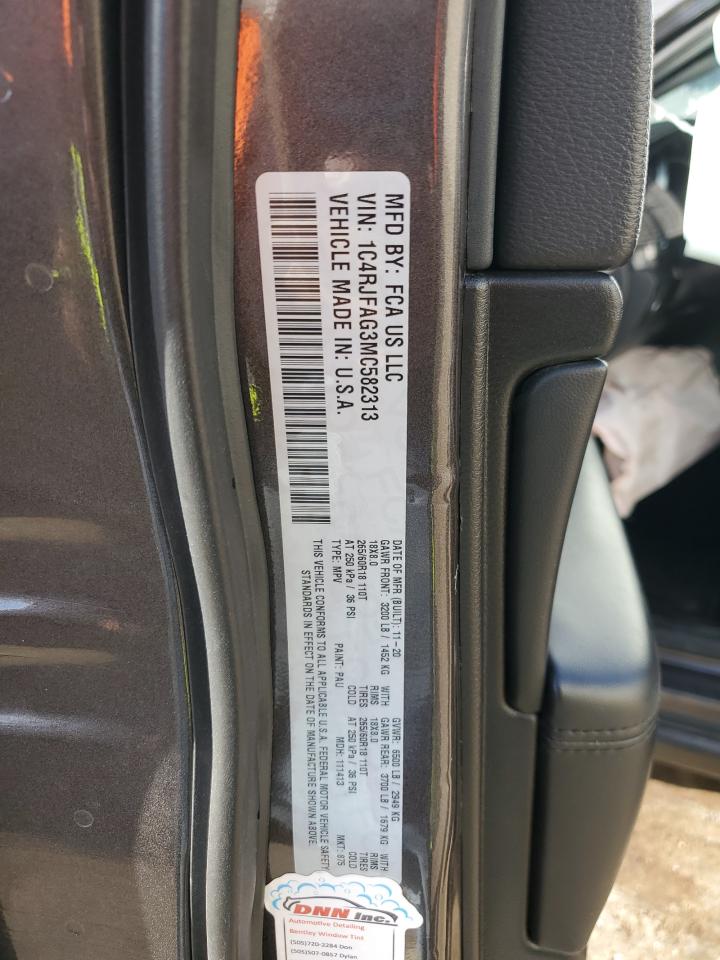 MFD BY: FCA US LLC
VIN: 1C4RJFAG3MC582313
VEHICLE MADE IN: U.S.A.
DATE OF MFR (BUILT): 11-20 GVWR: 6500 LB / 2949 KG
GAWR FRONT: 3200 LB / 1452 KG WITH GAWR REAR: 3700 LB / 1679 KG WITH
18X8.0 RIMS 18X8.0 RIMS
265/60R18 110T TIRES 265/60R18 110T TIRES
AT 250 kPa / 36 PSI COLD AT 250 kPa / 36 PSI COLD
TYPE: MPV PAINT: PAU MDH: 111413 MKT: 875
THIS VEHICLE CONFORMS TO ALL APPLICABLE U.S.A. FEDERAL MOTOR VEHICLE SAFETY
STANDARDS IN EFFECT ON THE DATE OF MANUFACTURE SHOWN ABOVE.
DNN Inc.
Automotive Detailing
Bentley Window Tint
(505)720-2284 Don
(505)507-0857 Dylan